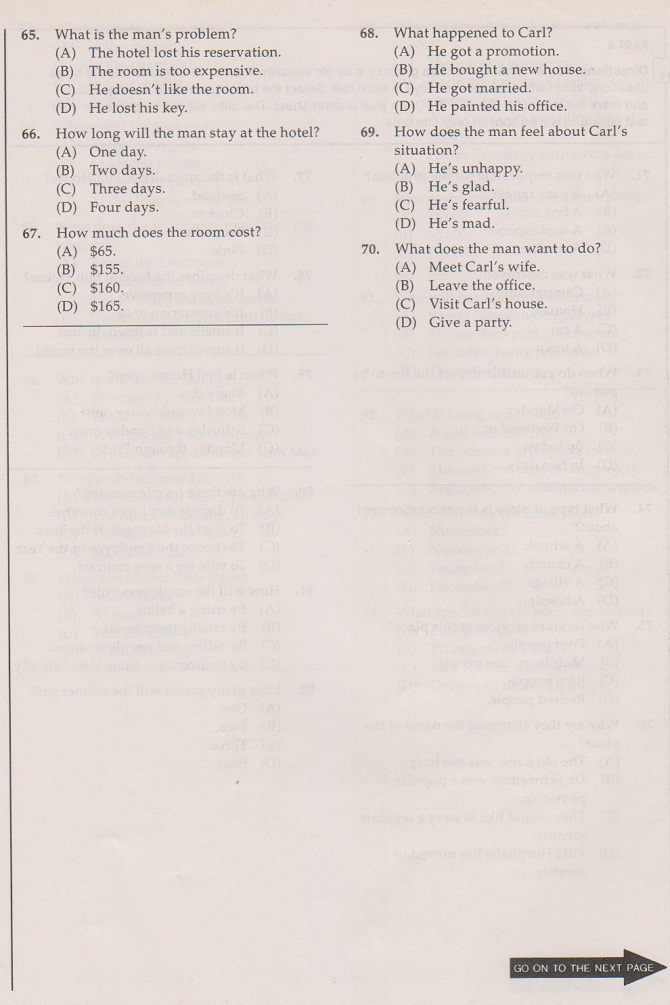 65. What is the man's problem?
(A) The hotel lost his reservation.
(B) The room is too expensive.
(C) He doesn't like the room.
(D) He lost his key.
66. How long will the man stay at the hotel?
(A) One day.
(B) Two days.
(C) Three days.
(D) Four days.
67. How much does the room cost?
(A) $65.
(B) $155.
(C) $160.
(D) $165.
68. What happened to Carl?
(A) He got a promotion.
(B) He bought a new house.
(C) He got married.
(D) He painted his office.
69. How does the man feel about Carl's
situation?
(A) He's unhappy.
(B) He's glad.
(C) He's fearful.
(D) He's mad.
70. What does the man want to do?
(A) Meet Carl's wife.
(B) Leave the office.
(C) Visit Carl's house.
(D) Give a party.
GO ON TO THE NEXT PAGE